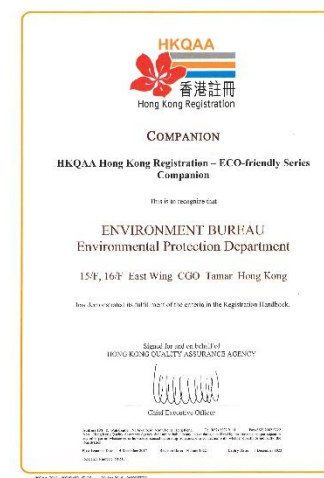 HKQAA
香港註冊
Hong Kong Registration
COMPANION
HKQAA Hong Kong Registration – ECO-friendly Series
Companion
This is to recognize that
ENVIRONMENT BUREAU
Environmental Protection Department
15/F, 16/F East Wing CGO Tamar Hong Kong
has demonstrated its fulfilment of the criteria in the Registration Handbook.
Signed for and on behalf of
HONG KONG QUALITY ASSURANCE AGENCY
Chief Executive Officer